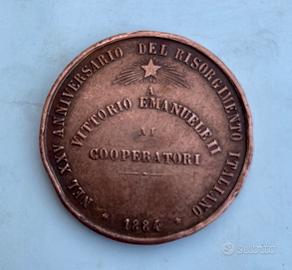 NEL XXV ANNIVERSARIO DEL RISORGIMENTO ITALIANO
A
VITTORIO EMANUELE II
AI
COOPERATORI
1884
subito